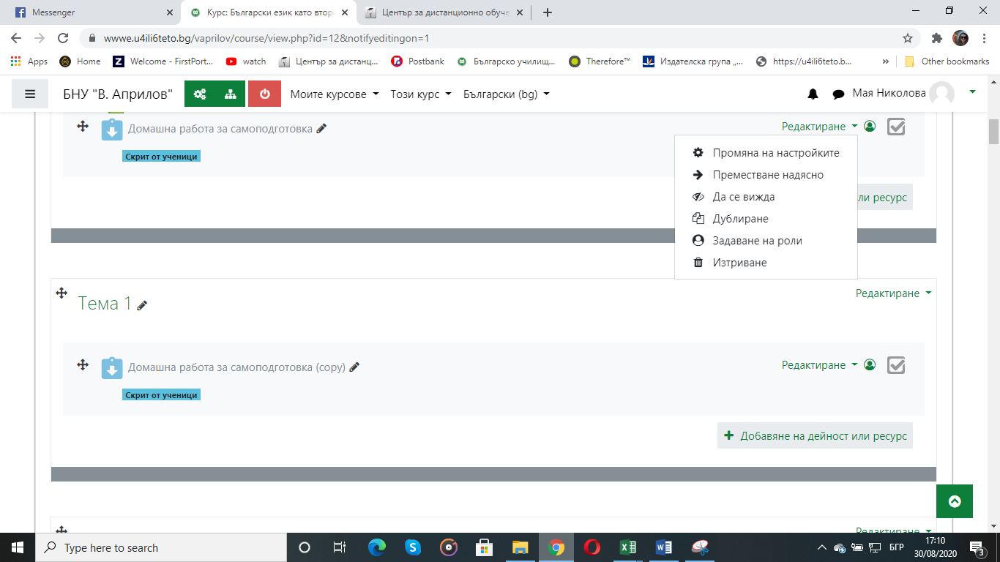 Messenger
Курс: Български език като втор
Център за дистанционно обуче
wwwe.u4ili6teto.bg/vaprilov/course/view.php?id=12&notifyeditingon=1
Apps
Home
Welcome - FirstPort...
watch
Център за дистанц...
Postbank
Българско училищ...
Therefore™
Издателска група „...
https://u4ili6teto.b...
»
Other bookmarks
БНУ "В. Априлов"
Моите курсове
Този курс
Български (bg)
Мая Николова
Домашна работа за самоподготовка
Редактиране
Скрит от ученици
Промяна на настройките
Преместване надясно
Да се вижда
Дублиране
Задаване на роли
Изтриване
ли ресурс
Тема 1
Редактиране
Домашна работа за самоподготовка (copy)
Редактиране
Скрит от ученици
Добавяне на дейност или ресурс
Редактиране
Type here to search
БГР
17:10
30/08/2020
3